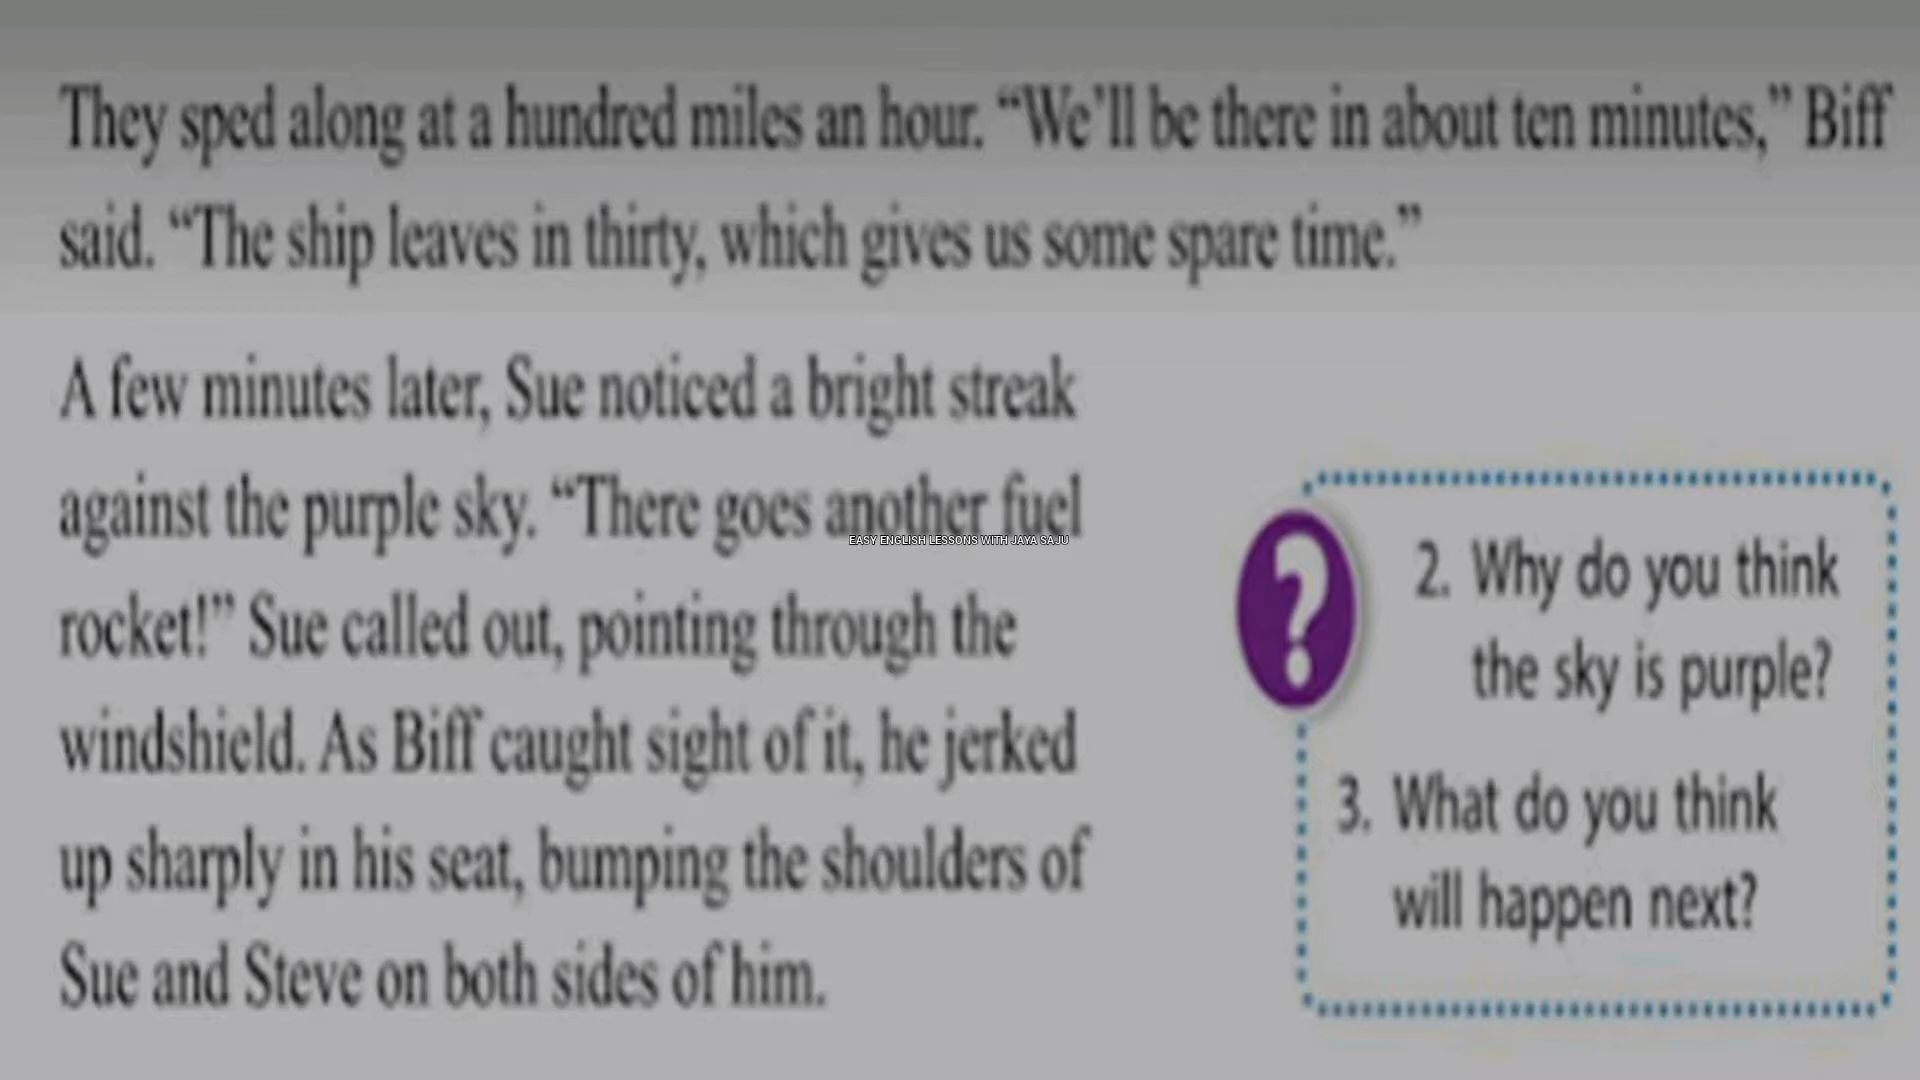 They sped along at a hundred miles an hour. “We’ll be there in about ten minutes,” Biff
said. “The ship leaves in thirty, which gives us some spare time.”
A few minutes later, Sue noticed a bright streak
against the purple sky. “There goes another fuel
rocket!” Sue called out, pointing through the
windshield. As Biff caught sight of it, he jerked
up sharply in his seat, bumping the shoulders of
Sue and Steve on both sides of him.
EASY ENGLISH LESSONS WITH JAYA SAJU
?
2. Why do you think
the sky is purple?
3. What do you think
will happen next?